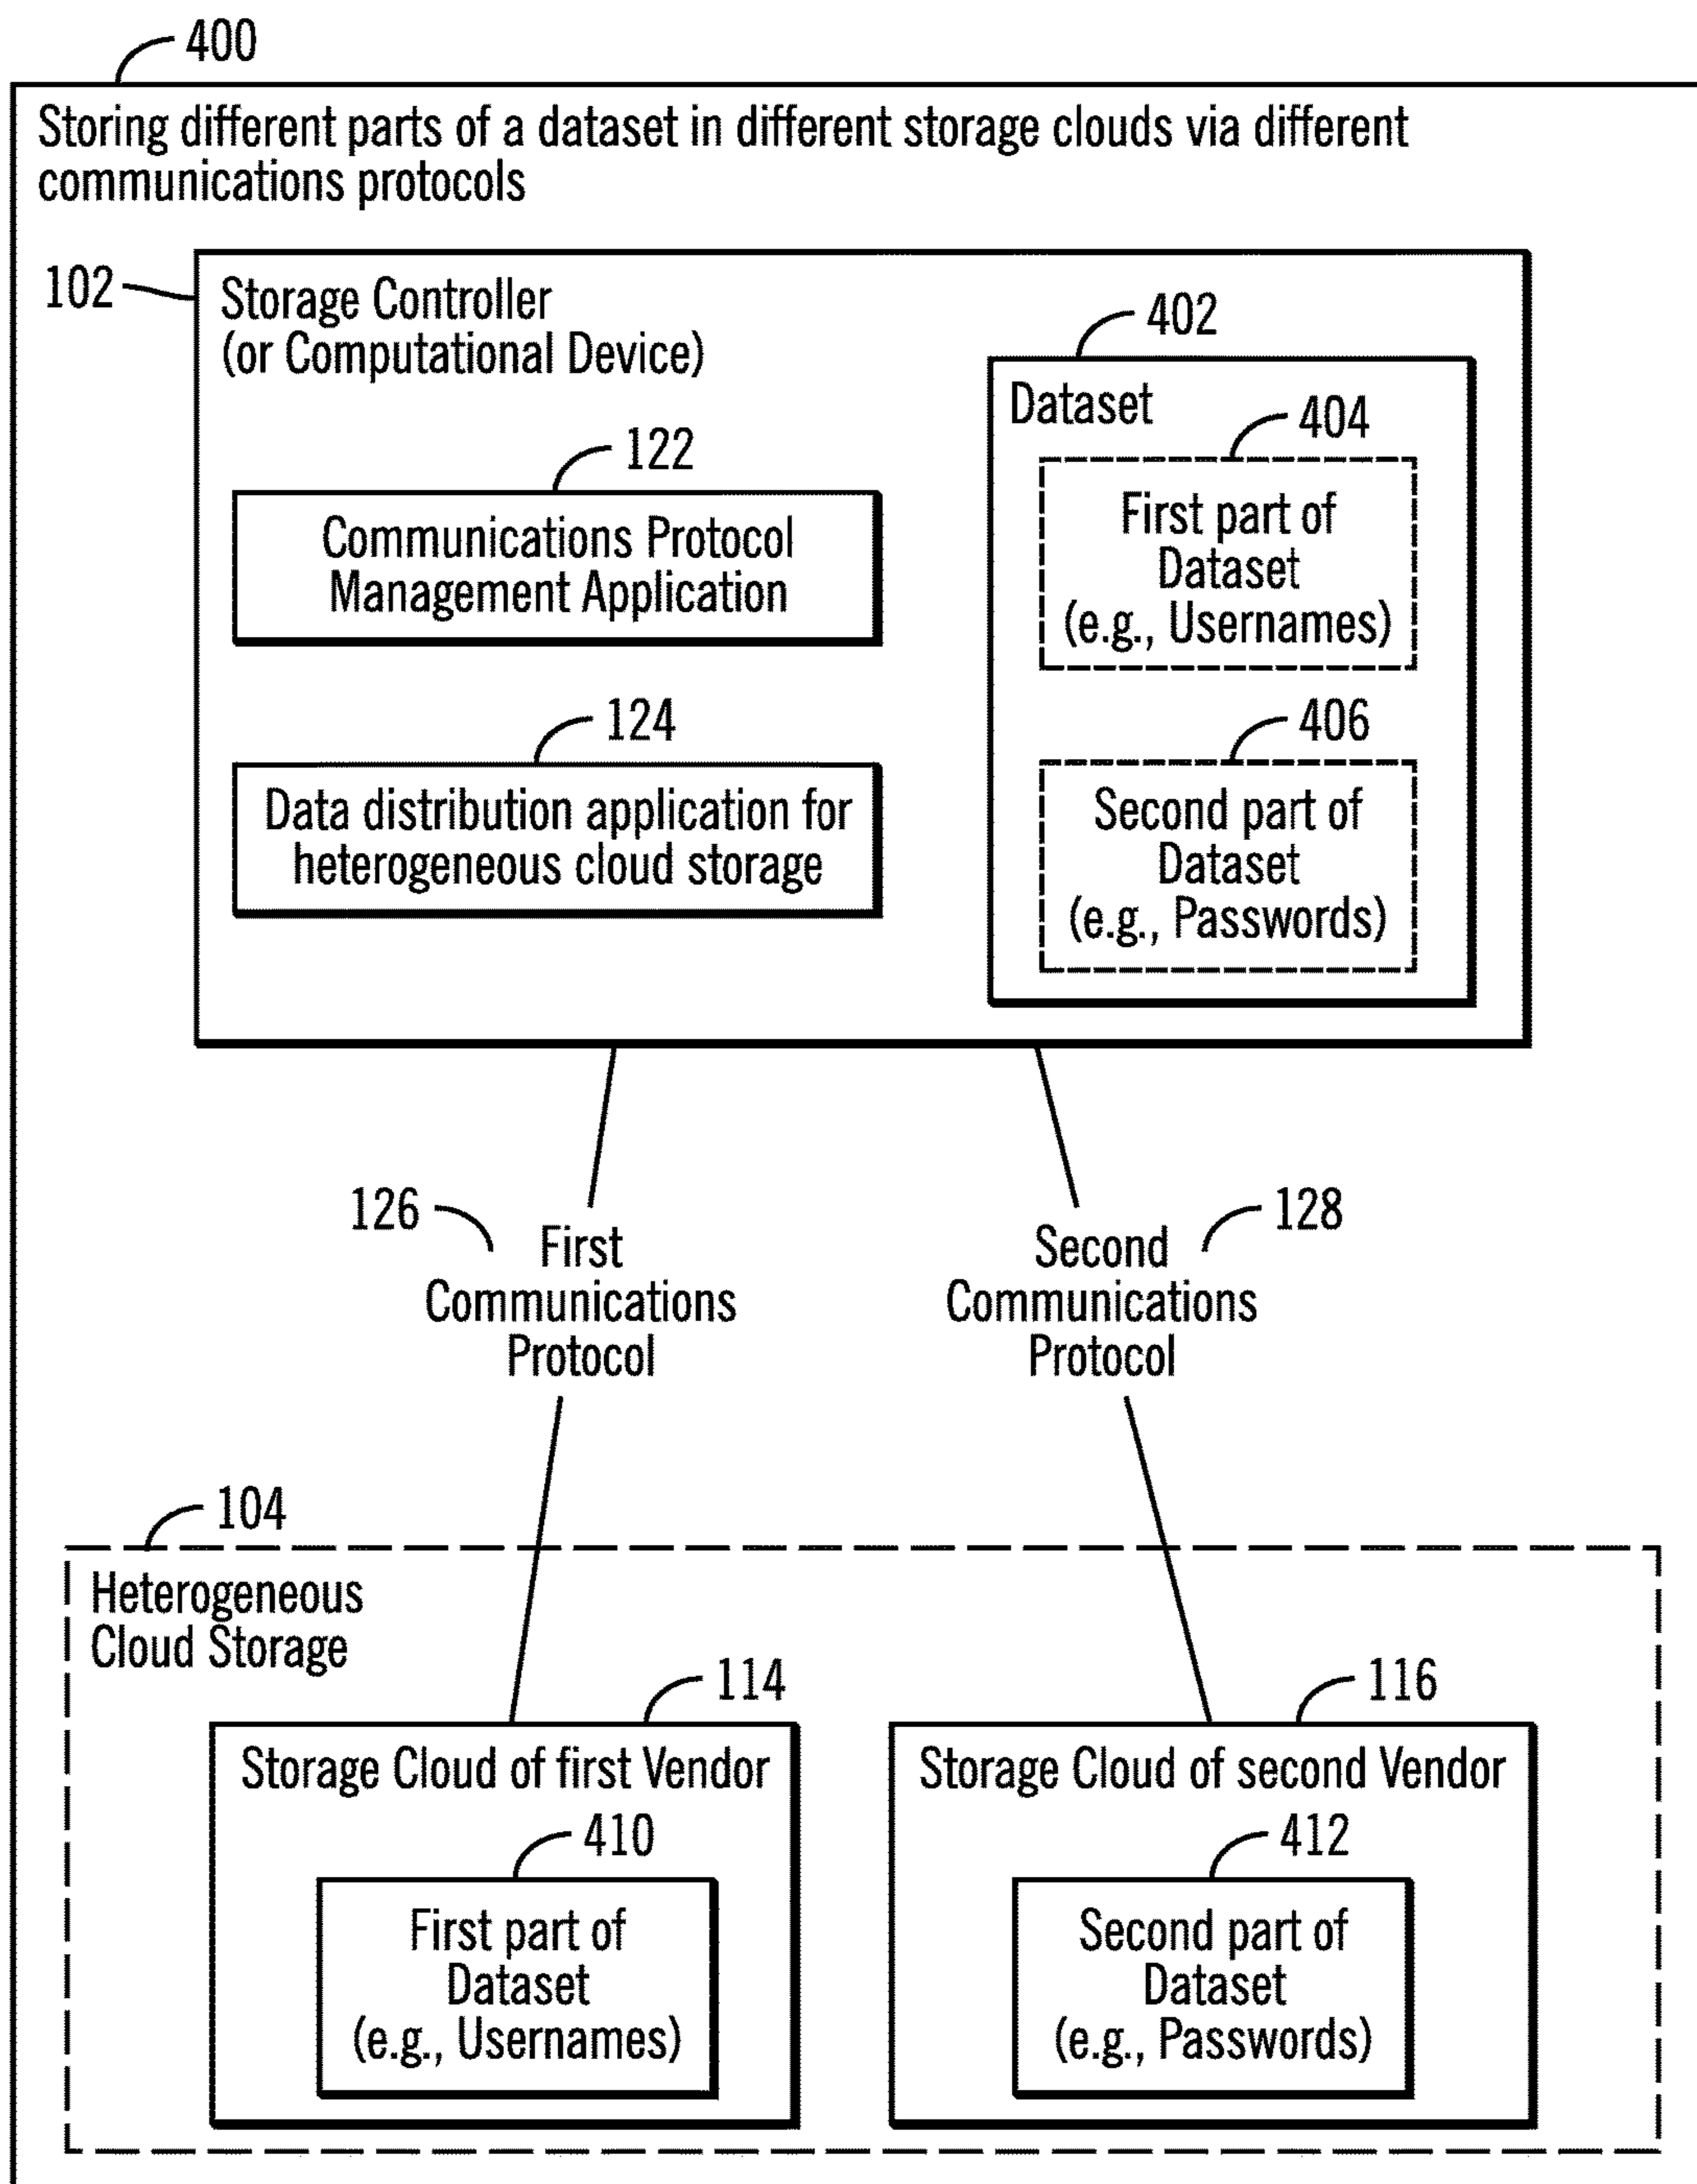 400
Storing different parts of a dataset in different storage clouds via different
communications protocols
102
Storage Controller
(or Computational Device)
402
Dataset
404
First part of
Dataset
(e.g., Usernames)
122
Communications Protocol
Management Application
406
Second part of
Dataset
(e.g., Passwords)
124
Data distribution application for
heterogeneous cloud storage
126
First
Communications
Protocol
128
Second
Communications
Protocol
104
Heterogeneous
Cloud Storage
114
Storage Cloud of first Vendor
410
First part of
Dataset
(e.g., Usernames)
116
Storage Cloud of second Vendor
412
Second part of
Dataset
(e.g., Passwords)